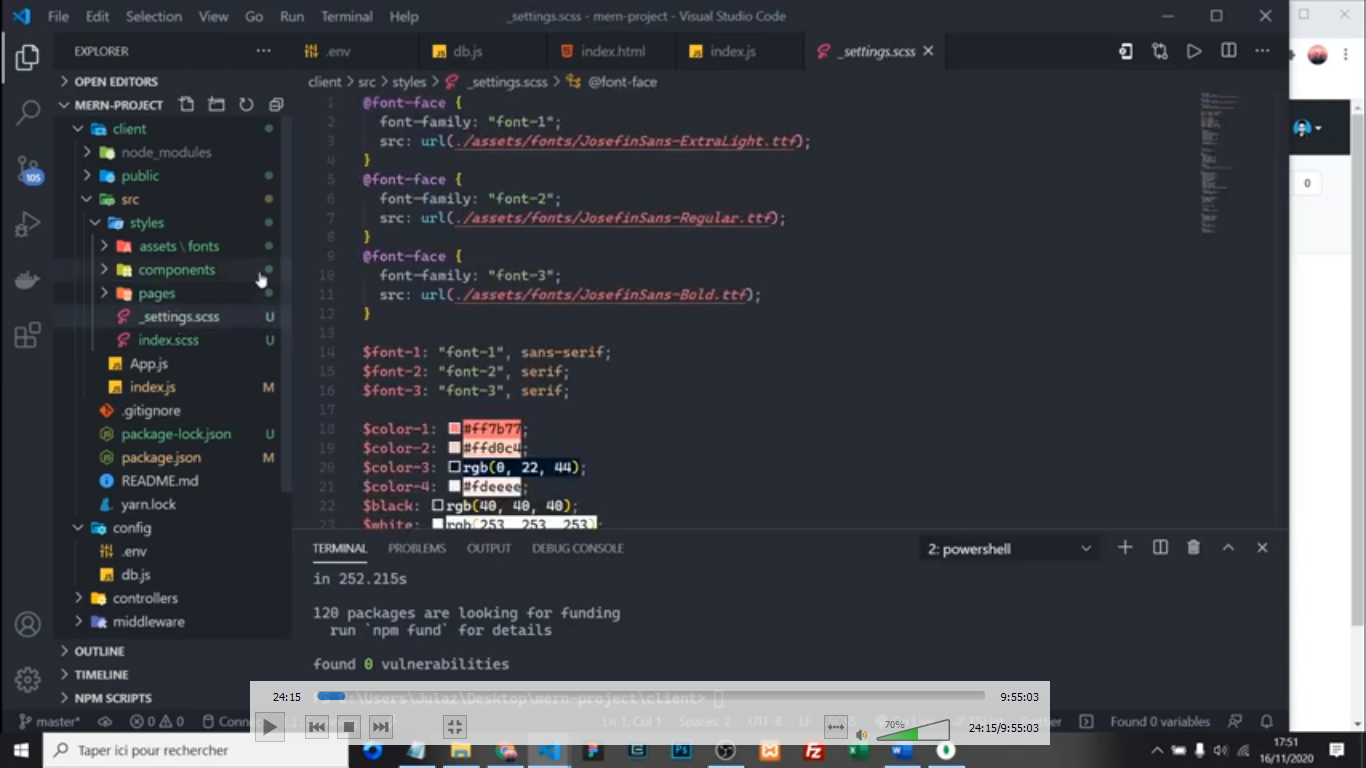 File Edit Selection View Go Run Terminal Help
_settings.scss - mern-project - Visual Studio Code
EXPLORER
.env
db.js
index.html
index.js
_settings.scss
OPEN EDITORS
client > src > styles > _settings.scss > @font-face
MERN-PROJECT
client
node_modules
public
src
styles
assets \ fonts
components
pages
_settings.scss U
index.scss U
App.js
index.js M
.gitignore
package-lock.json U
package.json M
README.md
yarn.lock
config
.env
db.js
controllers
middleware
OUTLINE
TIMELINE
NPM SCRIPTS
105
1 @font-face {
2 font-family: "font-1";
3 src: url(./assets/fonts/JosefinSans-ExtraLight.ttf);
4 }
5 @font-face {
6 font-family: "font-2";
7 src: url(./assets/fonts/JosefinSans-Regular.ttf);
8 }
9 @font-face {
10 font-family: "font-3";
11 src: url(./assets/fonts/JosefinSans-Bold.ttf);
12 }
13
14 $font-1: "font-1", sans-serif;
15 $font-2: "font-2", serif;
16 $font-3: "font-3", serif;
17
18 $color-1: #ff7b77;
19 $color-2: #ffd0c4;
20 $color-3: rgb(0, 22, 44);
21 $color-4: #fdeeee;
22 $black: rgb(40, 40, 40);
23 $white: rgb(253, 253, 253);
0
TERMINAL PROBLEMS OUTPUT DEBUG CONSOLE
2: powershell
in 252.215s
120 packages are looking for funding
run `npm fund` for details
found 0 vulnerabilities
:\Users\Julaz\Desktop\mern-project\client>
24:15
9:55:03
70%
24:15/9:55:03
master*
0 0
Ln 1, Col 1 Spaces: 2 UTF-8 LF
Found 0 variables
Taper ici pour rechercher
17:51
16/11/2020